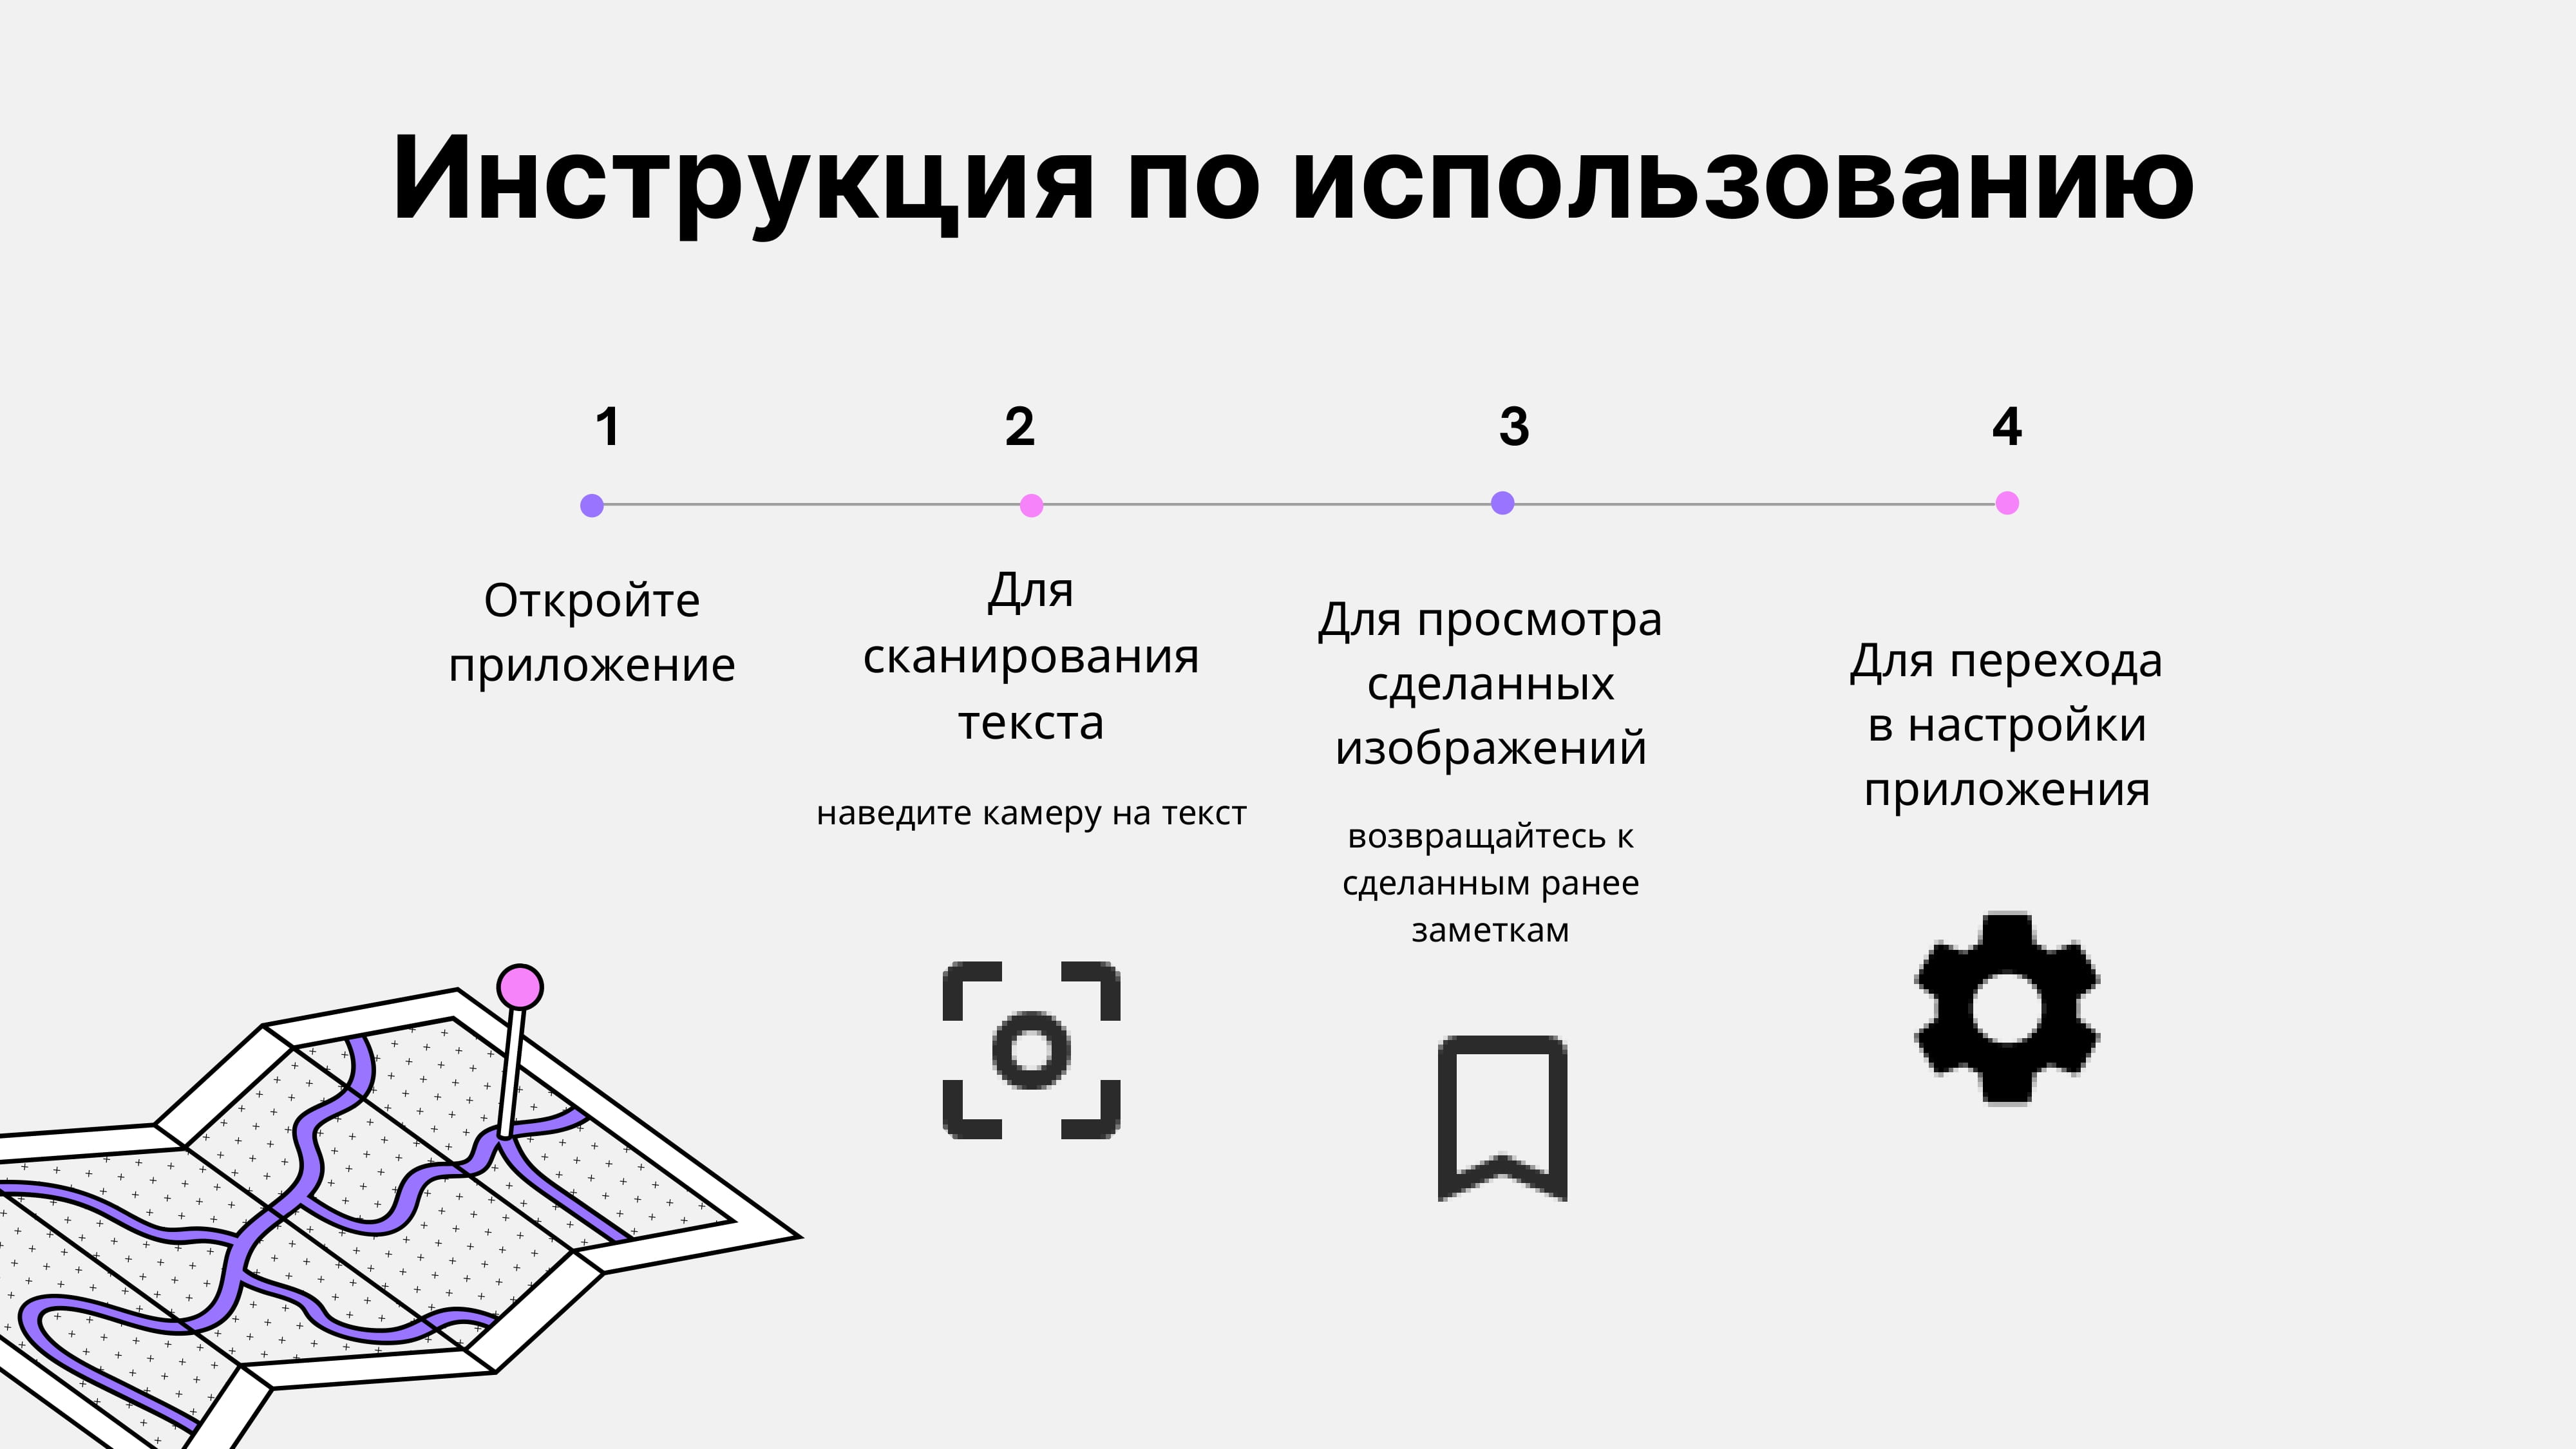 Инструкция по использованию
1
Откройте
приложение
2
Для
сканирования
текста
наведите камеру на текст
3
Для просмотра
сделанных
изображений
возвращайтесь к
сделанным ранее
заметкам
4
Для перехода
в настройки
приложения